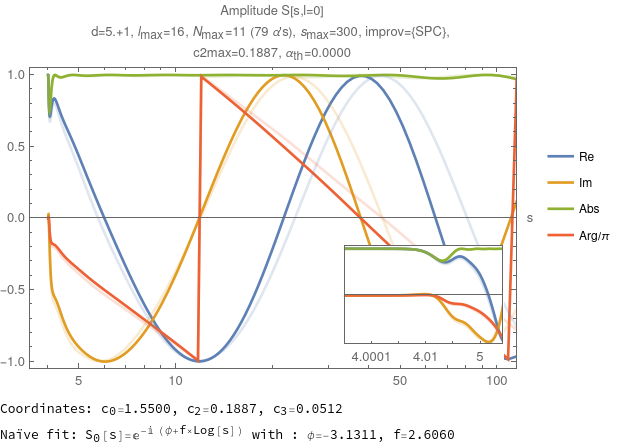 Amplitude S[s,l=0]
d=5.+1, lmax=16, Nmax=11 (79 α's), smax=300, improv={SPC},
c2max=0.1887, αth=0.0000
1.0
0.5
0.0
-0.5
-1.0
5
10
50
100
s
Re
Im
Abs
Arg/π
4.0001
4.01
5
Coordinates: c0=1.5500, c2=0.1887, c3=0.0512
Naïve fit: S0[s]=e^-i (ϕ+f×Log[s]) with : ϕ=-3.1311, f=2.6060